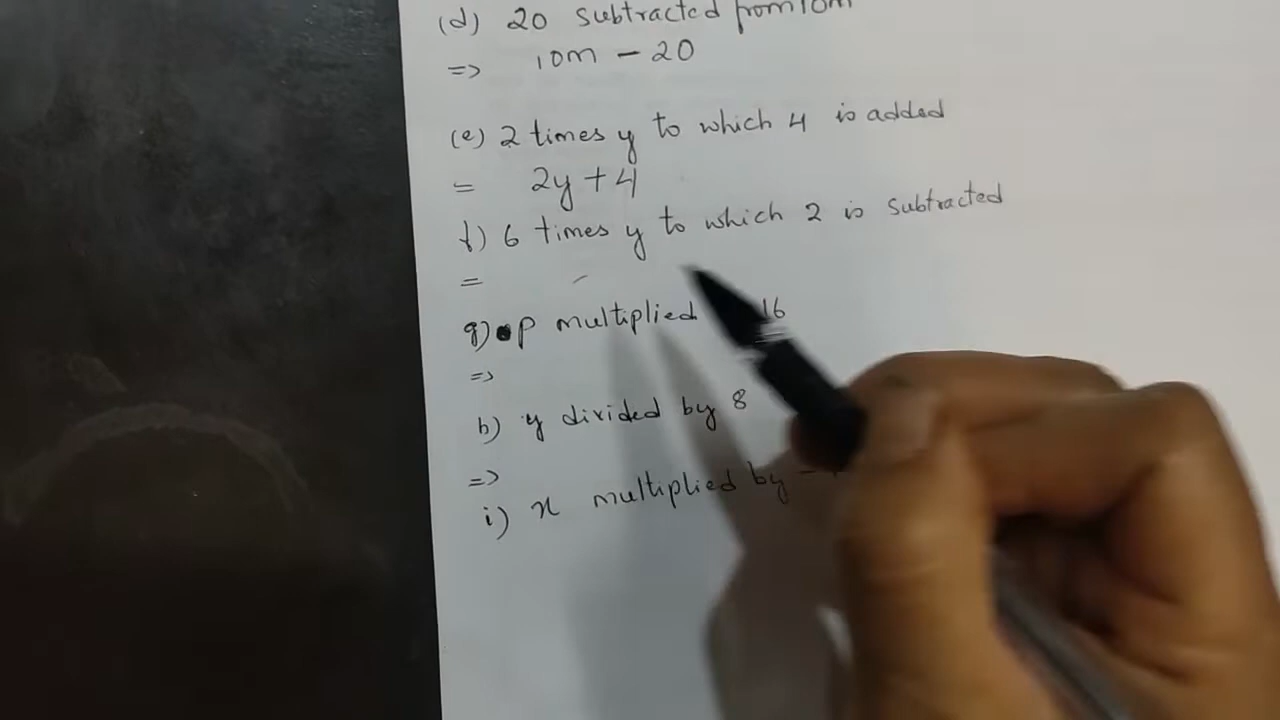 (d) 20 subtracted from 10m
=> 10m - 20
(e) 2 times y to which 4 is added
= 2y + 4
f) 6 times y to which 2 is subtracted
=
g) p multiplied 16
=>
h) y divided by 8
=>
i) x multiplied by -